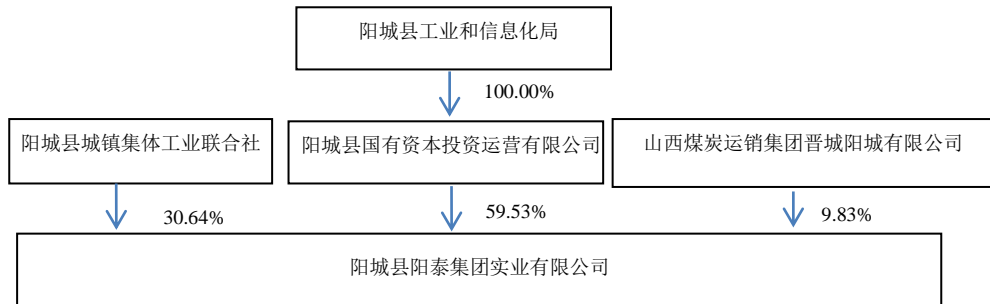 阳城县工业和信息化局
100.00%
阳城县城镇集体工业联合社
阳城县国有资本投资运营有限公司
山西煤炭运销集团晋城阳城有限公司
30.64%
59.53%
9.83%
阳城县阳泰集团实业有限公司